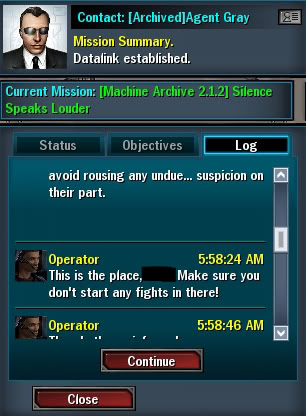 Contact: [Archived]Agent Gray
Mission Summary.
Datalink established.
Current Mission: [Machine Archive 2.1.2] Silence
Speaks Louder
Status
Objectives
Log
avoid rousing any undue... suspicion on
their part.
Operator 5:58:24 AM
This is the place, Make sure you
don't start any fights in there!
Operator 5:58:46 AM
Continue
Close